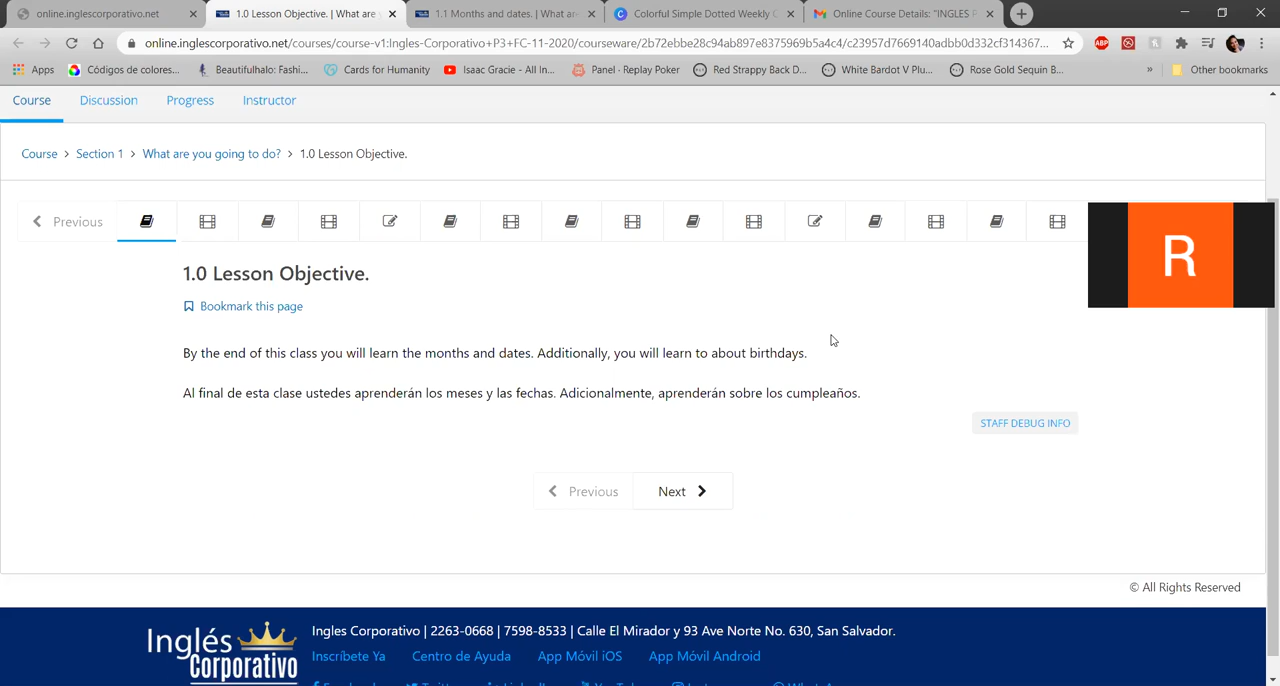 online.inglescorporativo.net
1.0 Lesson Objective. | What are y
1.1 Months and dates. | What are
Colorful Simple Dotted Weekly C
Online Course Details: "INGLES P
online.inglescorporativo.net/courses/course-v1:Ingles-Corporativo+P3+FC-11-2020/courseware/2b72ebbe28c94ab897e8375969b5a4c4/c23957d7669140adbb0d332cf314367...
ABP
Apps
Códigos de colores...
Beautifulhalo: Fashi...
Cards for Humanity
Isaac Gracie - All In...
Panel · Replay Poker
Red Strappy Back D...
White Bardot V Plu...
Rose Gold Sequin B...
»
Other bookmarks
Course
Discussion
Progress
Instructor
Course > Section 1 > What are you going to do? > 1.0 Lesson Objective.
Previous
R
1.0 Lesson Objective.
Bookmark this page
By the end of this class you will learn the months and dates. Additionally, you will learn to about birthdays.
Al final de esta clase ustedes aprenderán los meses y las fechas. Adicionalmente, aprenderán sobre los cumpleaños.
STAFF DEBUG INFO
Previous
Next
© All Rights Reserved
Inglés
Corporativo
Ingles Corporativo | 2263-0668 | 7598-8533 | Calle El Mirador y 93 Ave Norte No. 630, San Salvador.
Inscríbete Ya
Centro de Ayuda
App Móvil iOS
App Móvil Android